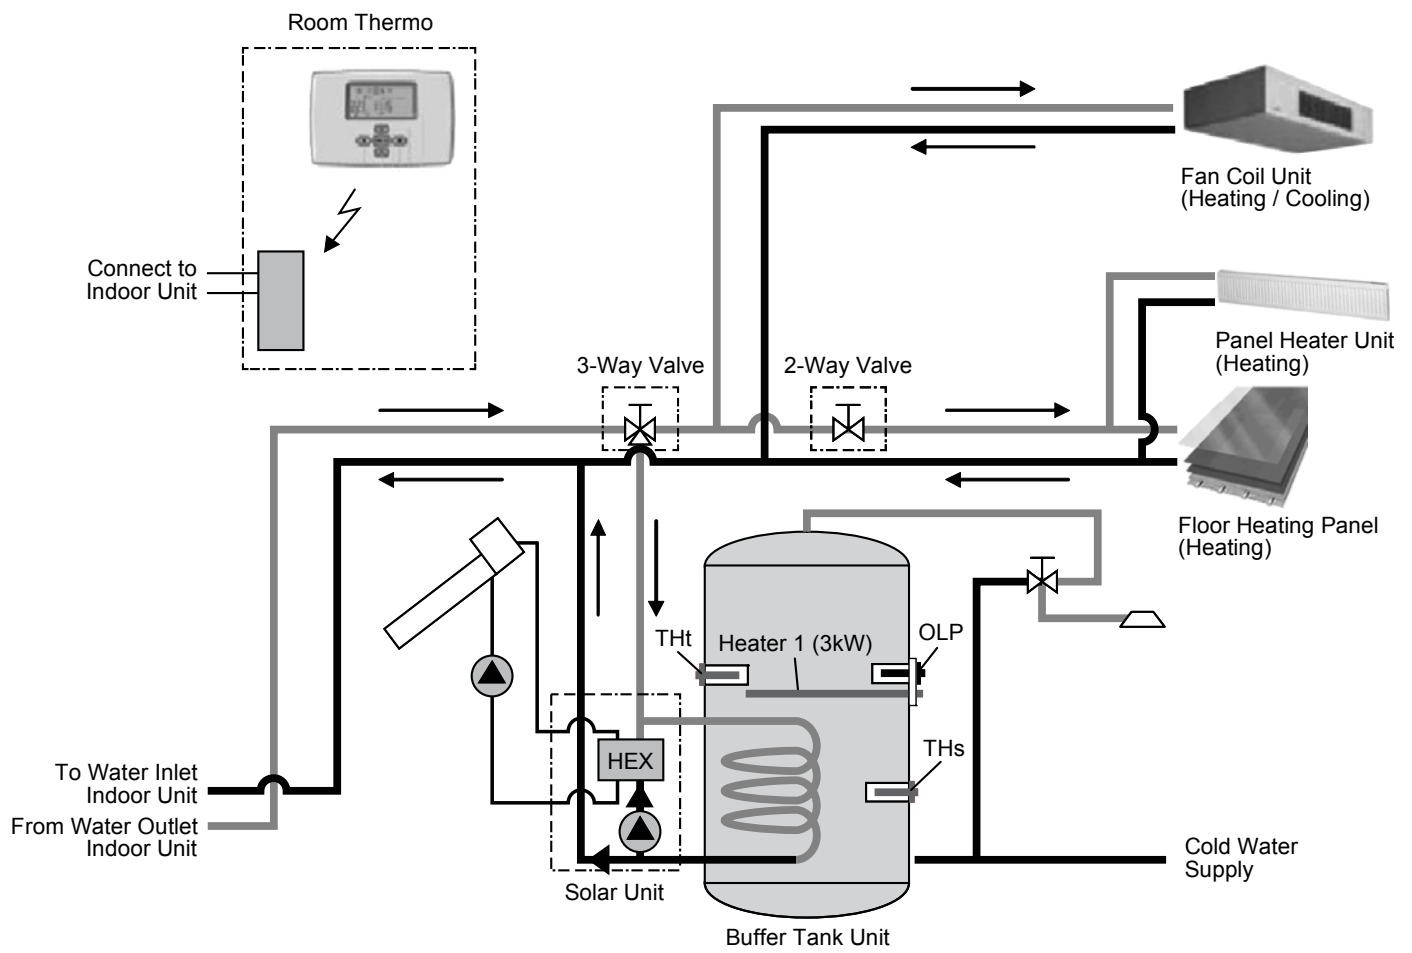 Room Thermo
Connect to
Indoor Unit
Fan Coil Unit
(Heating / Cooling)
3-Way Valve
2-Way Valve
Panel Heater Unit
(Heating)
Floor Heating Panel
(Heating)
THt
Heater 1 (3kW)
OLP
THs
HEX
To Water Inlet
Indoor Unit
From Water Outlet
Indoor Unit
Solar Unit
Cold Water
Supply
Buffer Tank Unit